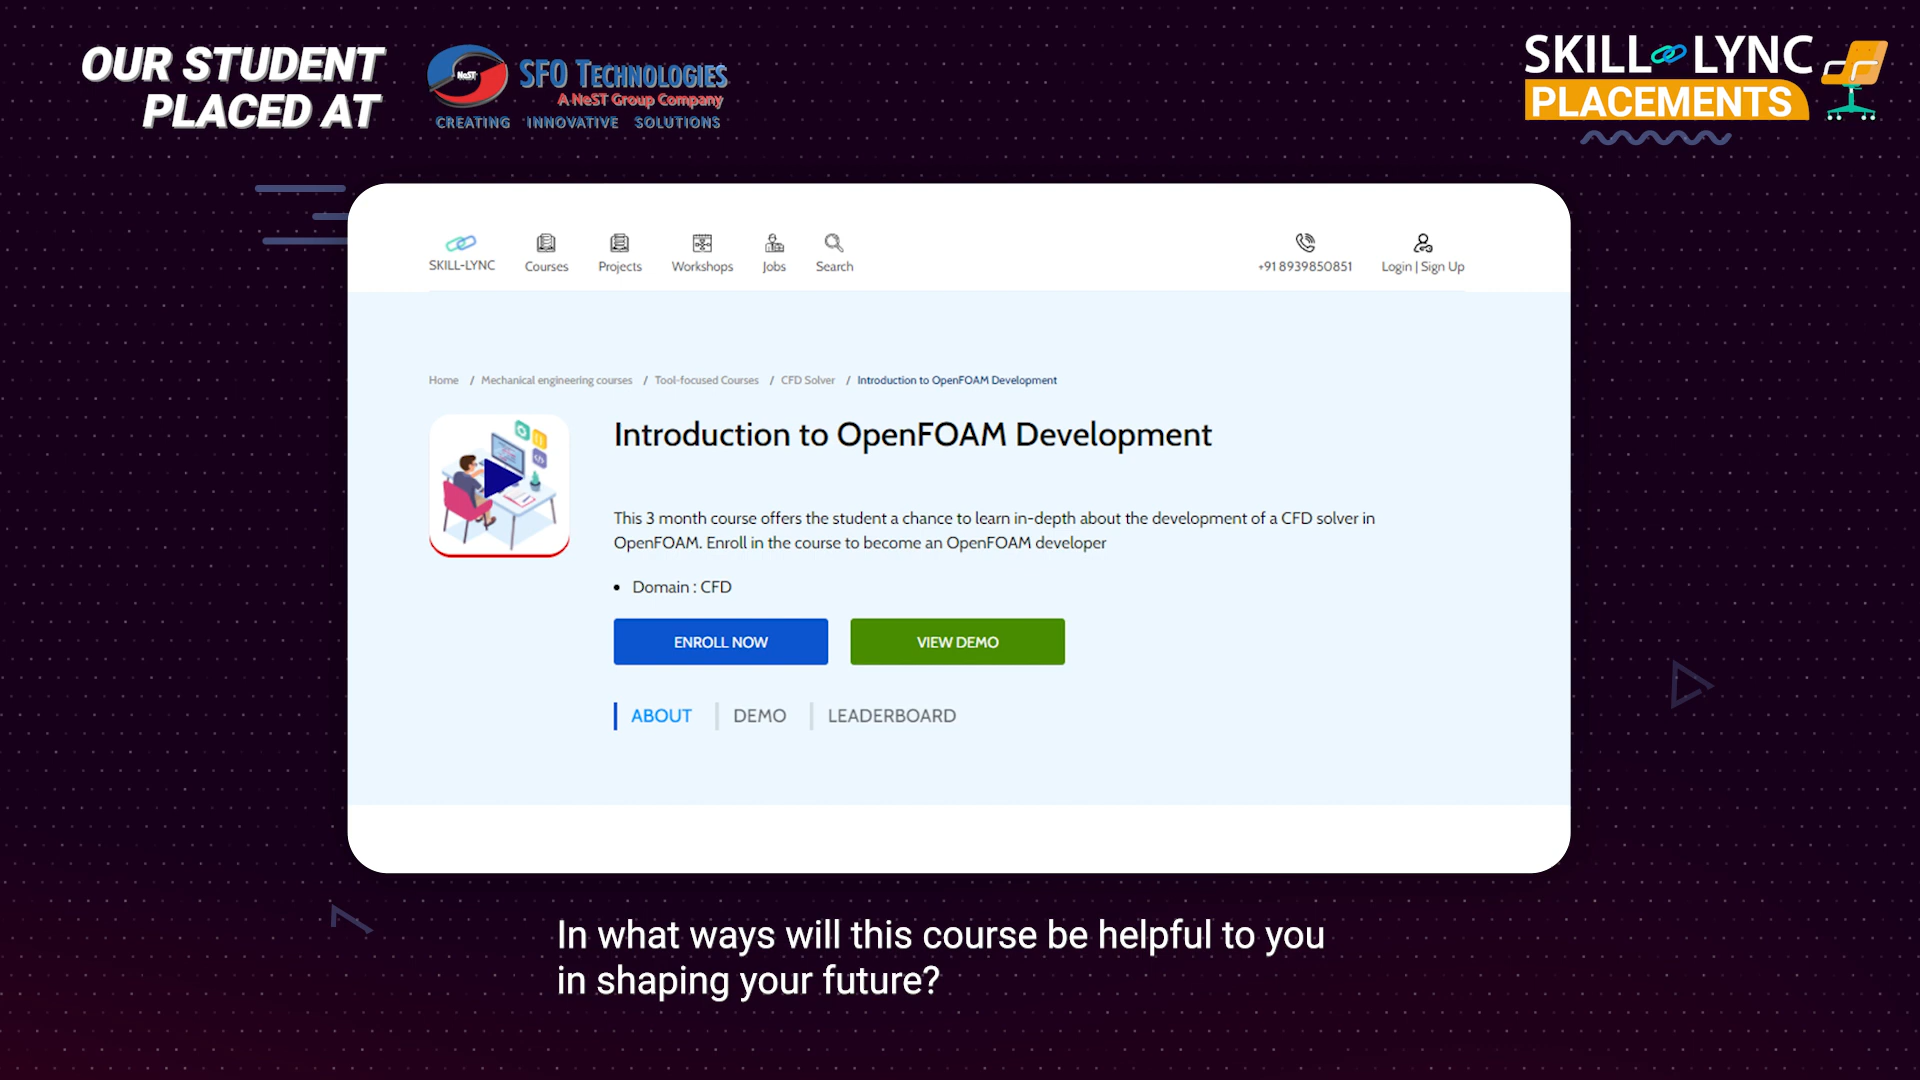 OUR STUDENT
PLACED AT
NeST
SFO TECHNOLOGIES
A NeST Group Company
CREATING INNOVATIVE SOLUTIONS
SKILL LYNC
PLACEMENTS
SKILL-LYNC
Courses
Projects
Workshops
Jobs
Search
+91 8939850851
Login | Sign Up
Home / Mechanical engineering courses / Tool-focused Courses / CFD Solver / Introduction to OpenFOAM Development
Introduction to OpenFOAM Development
This 3 month course offers the student a chance to learn in-depth about the development of a CFD solver in
OpenFOAM. Enroll in the course to become an OpenFOAM developer
• Domain : CFD
ENROLL NOW
VIEW DEMO
ABOUT
DEMO
LEADERBOARD
In what ways will this course be helpful to you
in shaping your future?